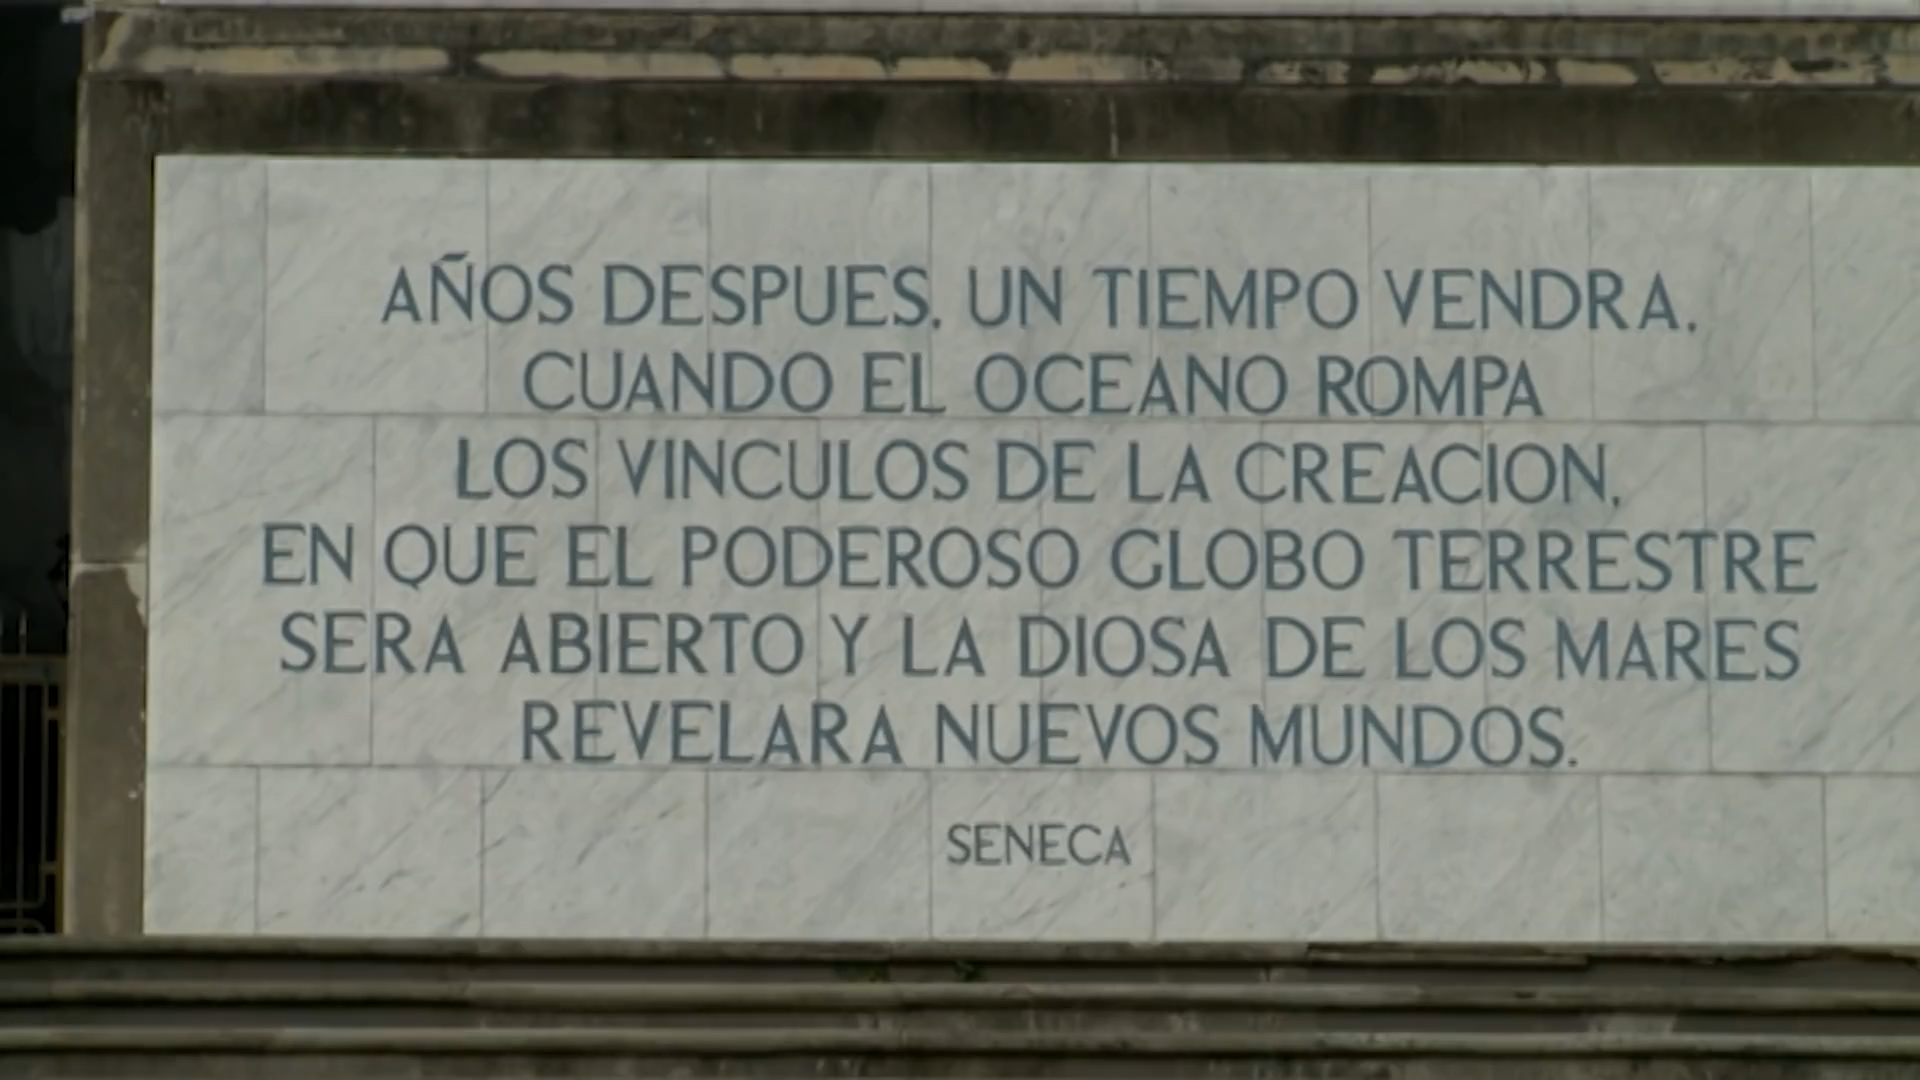 AÑOS DESPUES, UN TIEMPO VENDRA,
CUANDO EL OCEANO ROMPA
LOS VINCULOS DE LA CREACION,
EN QUE EL PODEROSO GLOBO TERRESTRE
SERA ABIERTO Y LA DIOSA DE LOS MARES
REVELARA NUEVOS MUNDOS.
SENECA